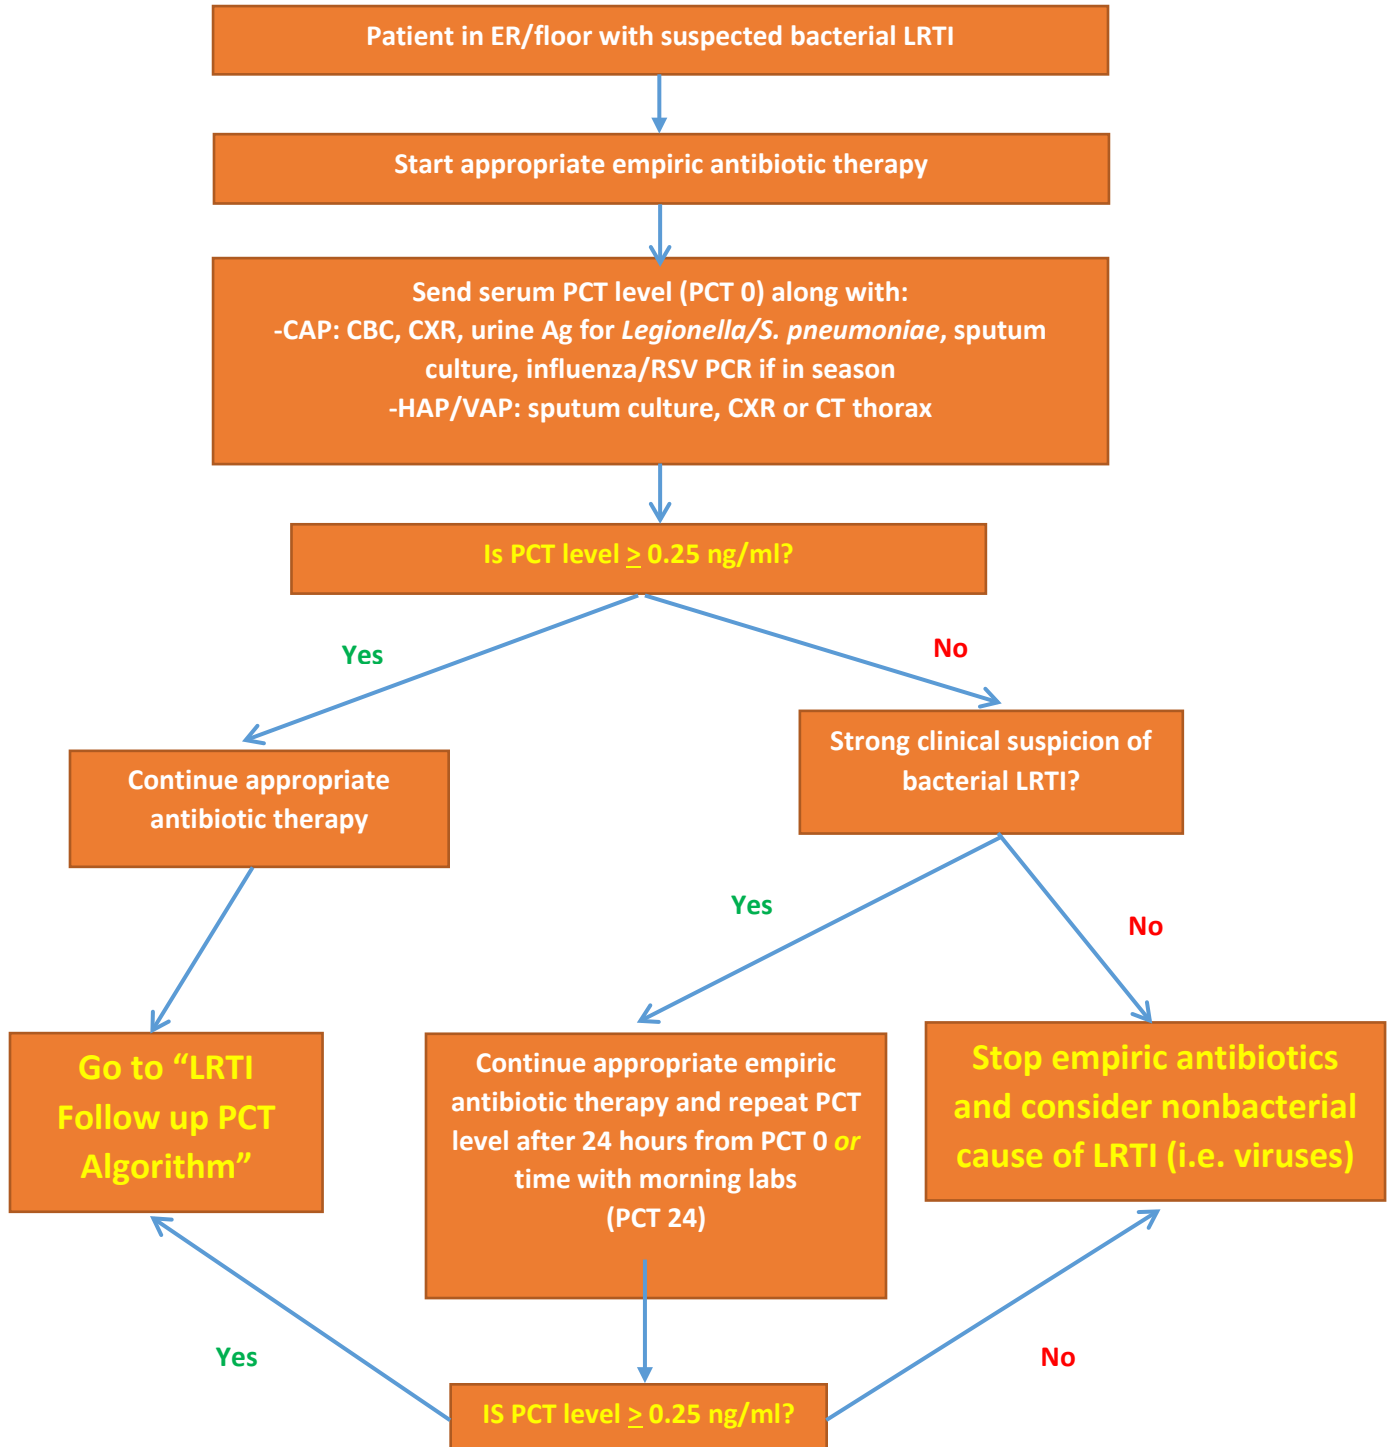 Patient in ER/floor with suspected bacterial LRTI
Start appropriate empiric antibiotic therapy
Send serum PCT level (PCT 0) along with:
-CAP: CBC, CXR, urine Ag for Legionella/S. pneumoniae, sputum
culture, influenza/RSV PCR if in season
-HAP/VAP: sputum culture, CXR or CT thorax
Is PCT level ≥ 0.25 ng/ml?
Yes
No
Continue appropriate
antibiotic therapy
Strong clinical suspicion of
bacterial LRTI?
Yes
No
Go to “LRTI
Follow up PCT
Algorithm”
Continue appropriate empiric
antibiotic therapy and repeat PCT
level after 24 hours from PCT 0 or
time with morning labs
(PCT 24)
Stop empiric antibiotics
and consider nonbacterial
cause of LRTI (i.e. viruses)
Yes
No
IS PCT level ≥ 0.25 ng/ml?